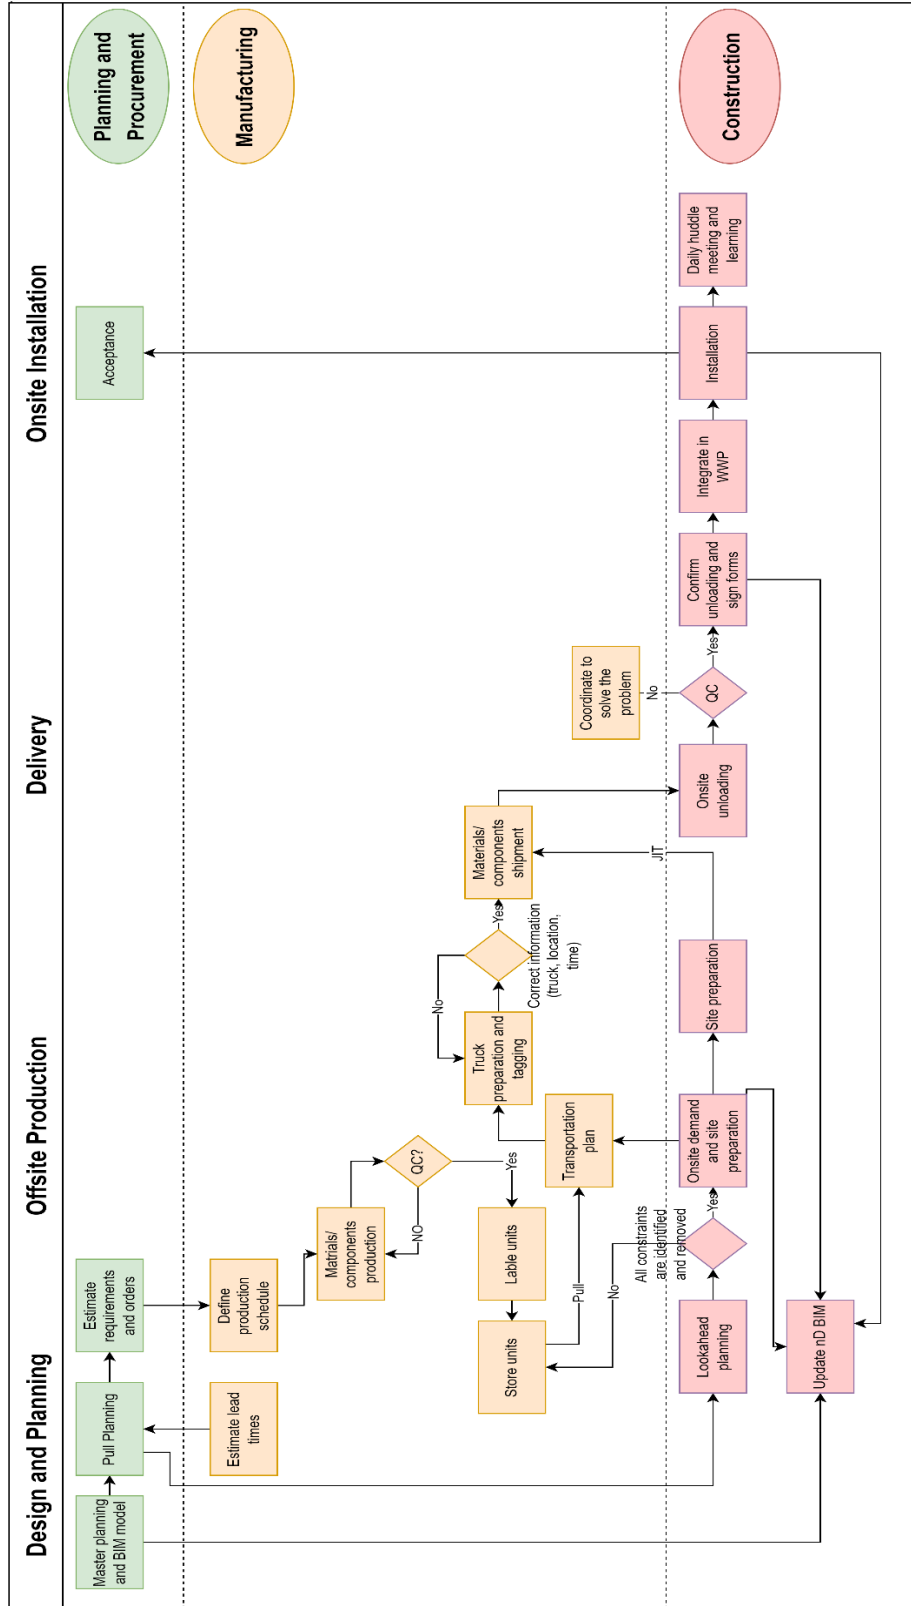 Design and Planning
Offsite Production
Delivery
Onsite Installation
Planning and
Procurement
Master planning
and BIM model
Pull Planning
Estimate
requirements
and orders
Acceptance
Manufacturing
Estimate lead
times
Define
production
schedule
Matrials/
components
production
QC?
NO
Yes
Lable units
Store units
Pull
Transportation
plan
Truck
preparation and
tagging
No
Yes
Correct information
(truck, location,
time)
Materials/
components
shipment
JIT
Coordinate to
solve the
problem
No
Construction
Lookahead
planning
All constraints
are identified
and removed
No
Yes
Onsite demand
and site
preparation
Site preparation
Onsite
unloading
QC
Yes
Confirm
unloading and
sign forms
Integrate in
WWP
Installation
Daily huddle
meeting and
learning
Update nD BIM